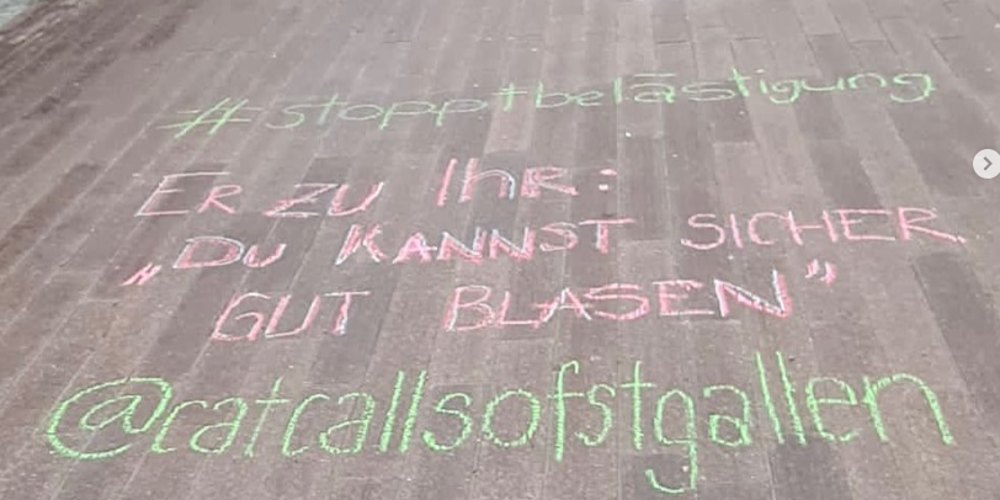 #stopptbelästigung
ER ZU IHR:
„DU KANNST SICHER
GUT BLASEN”
@catcallsofstgallen